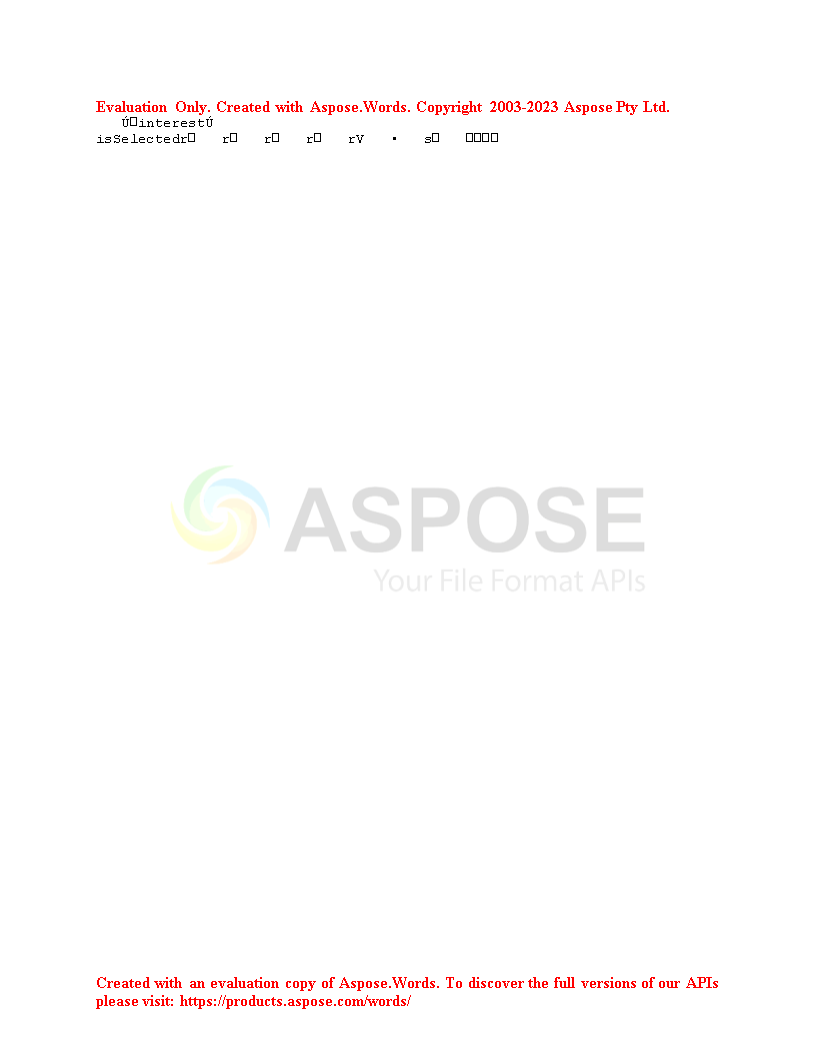 Evaluation Only. Created with Aspose.Words. Copyright 2003-2023 Aspose Pty Ltd.
Ú□interestÚ
isSelectedr□ r□ r□ r□ rV • s□ □□□□
ASPOSE
Your File Format APIs
Created with an evaluation copy of Aspose.Words. To discover the full versions of our APIs
please visit: https://products.aspose.com/words/